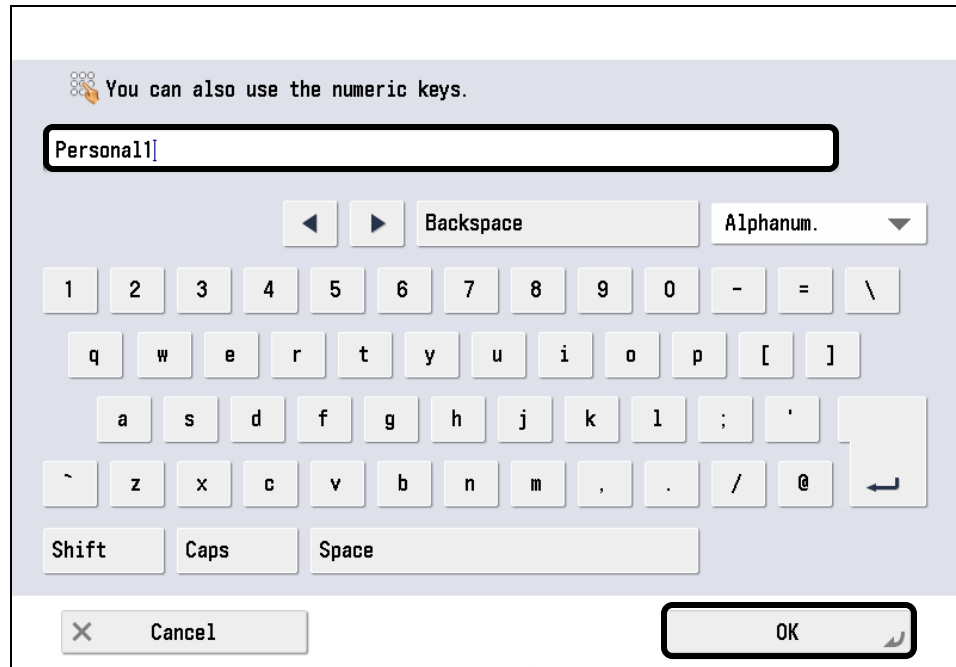 You can also use the numeric keys.
Personal1
Backspace Alphanum.
1 2 3 4 5 6 7 8 9 0 - = \
q w e r t y u i o p [ ]
a s d f g h j k l ; '
` z x c v b n m , . / @
Shift Caps Space
Cancel OK